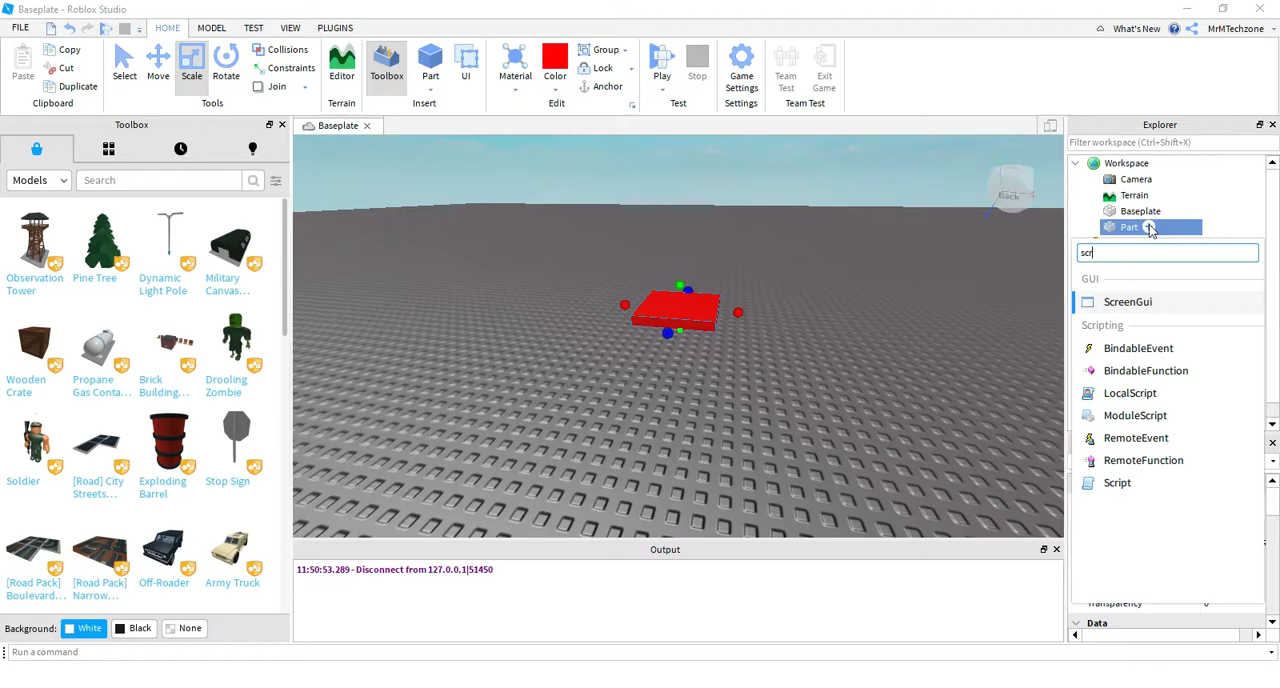 Baseplate - Roblox Studio
FILE
HOME MODEL TEST VIEW PLUGINS
What's New MrMTechzone
Paste Copy Cut Duplicate
Clipboard
Select Move Scale Rotate Collisions Constraints Join
Tools
Editor
Terrain
Toolbox Part UI
Insert
Material Color Group Lock Anchor
Edit
Play Stop
Test
Game Settings
Settings
Team Test Exit Game
Team Test
Toolbox
Models Search
Observation Tower
Pine Tree
Dynamic Light Pole
Military Canvas...
Wooden Crate
Propane Gas Conta...
Brick Building...
Drooling Zombie
Soldier
[Road] City Streets...
Exploding Barrel
Stop Sign
[Road Pack] Boulevard...
[Road Pack] Narrow...
Off-Roader
Army Truck
Background: White Black None
Baseplate
Back
Output
11:50:53.289 - Disconnect from 127.0.0.1|51450
Explorer
Filter workspace (Ctrl+Shift+X)
Workspace
Camera
Terrain
Baseplate
Part
scr
GUI
ScreenGui
Scripting
BindableEvent
BindableFunction
LocalScript
ModuleScript
RemoteEvent
RemoteFunction
Script
Transparency 0
Data
Run a command